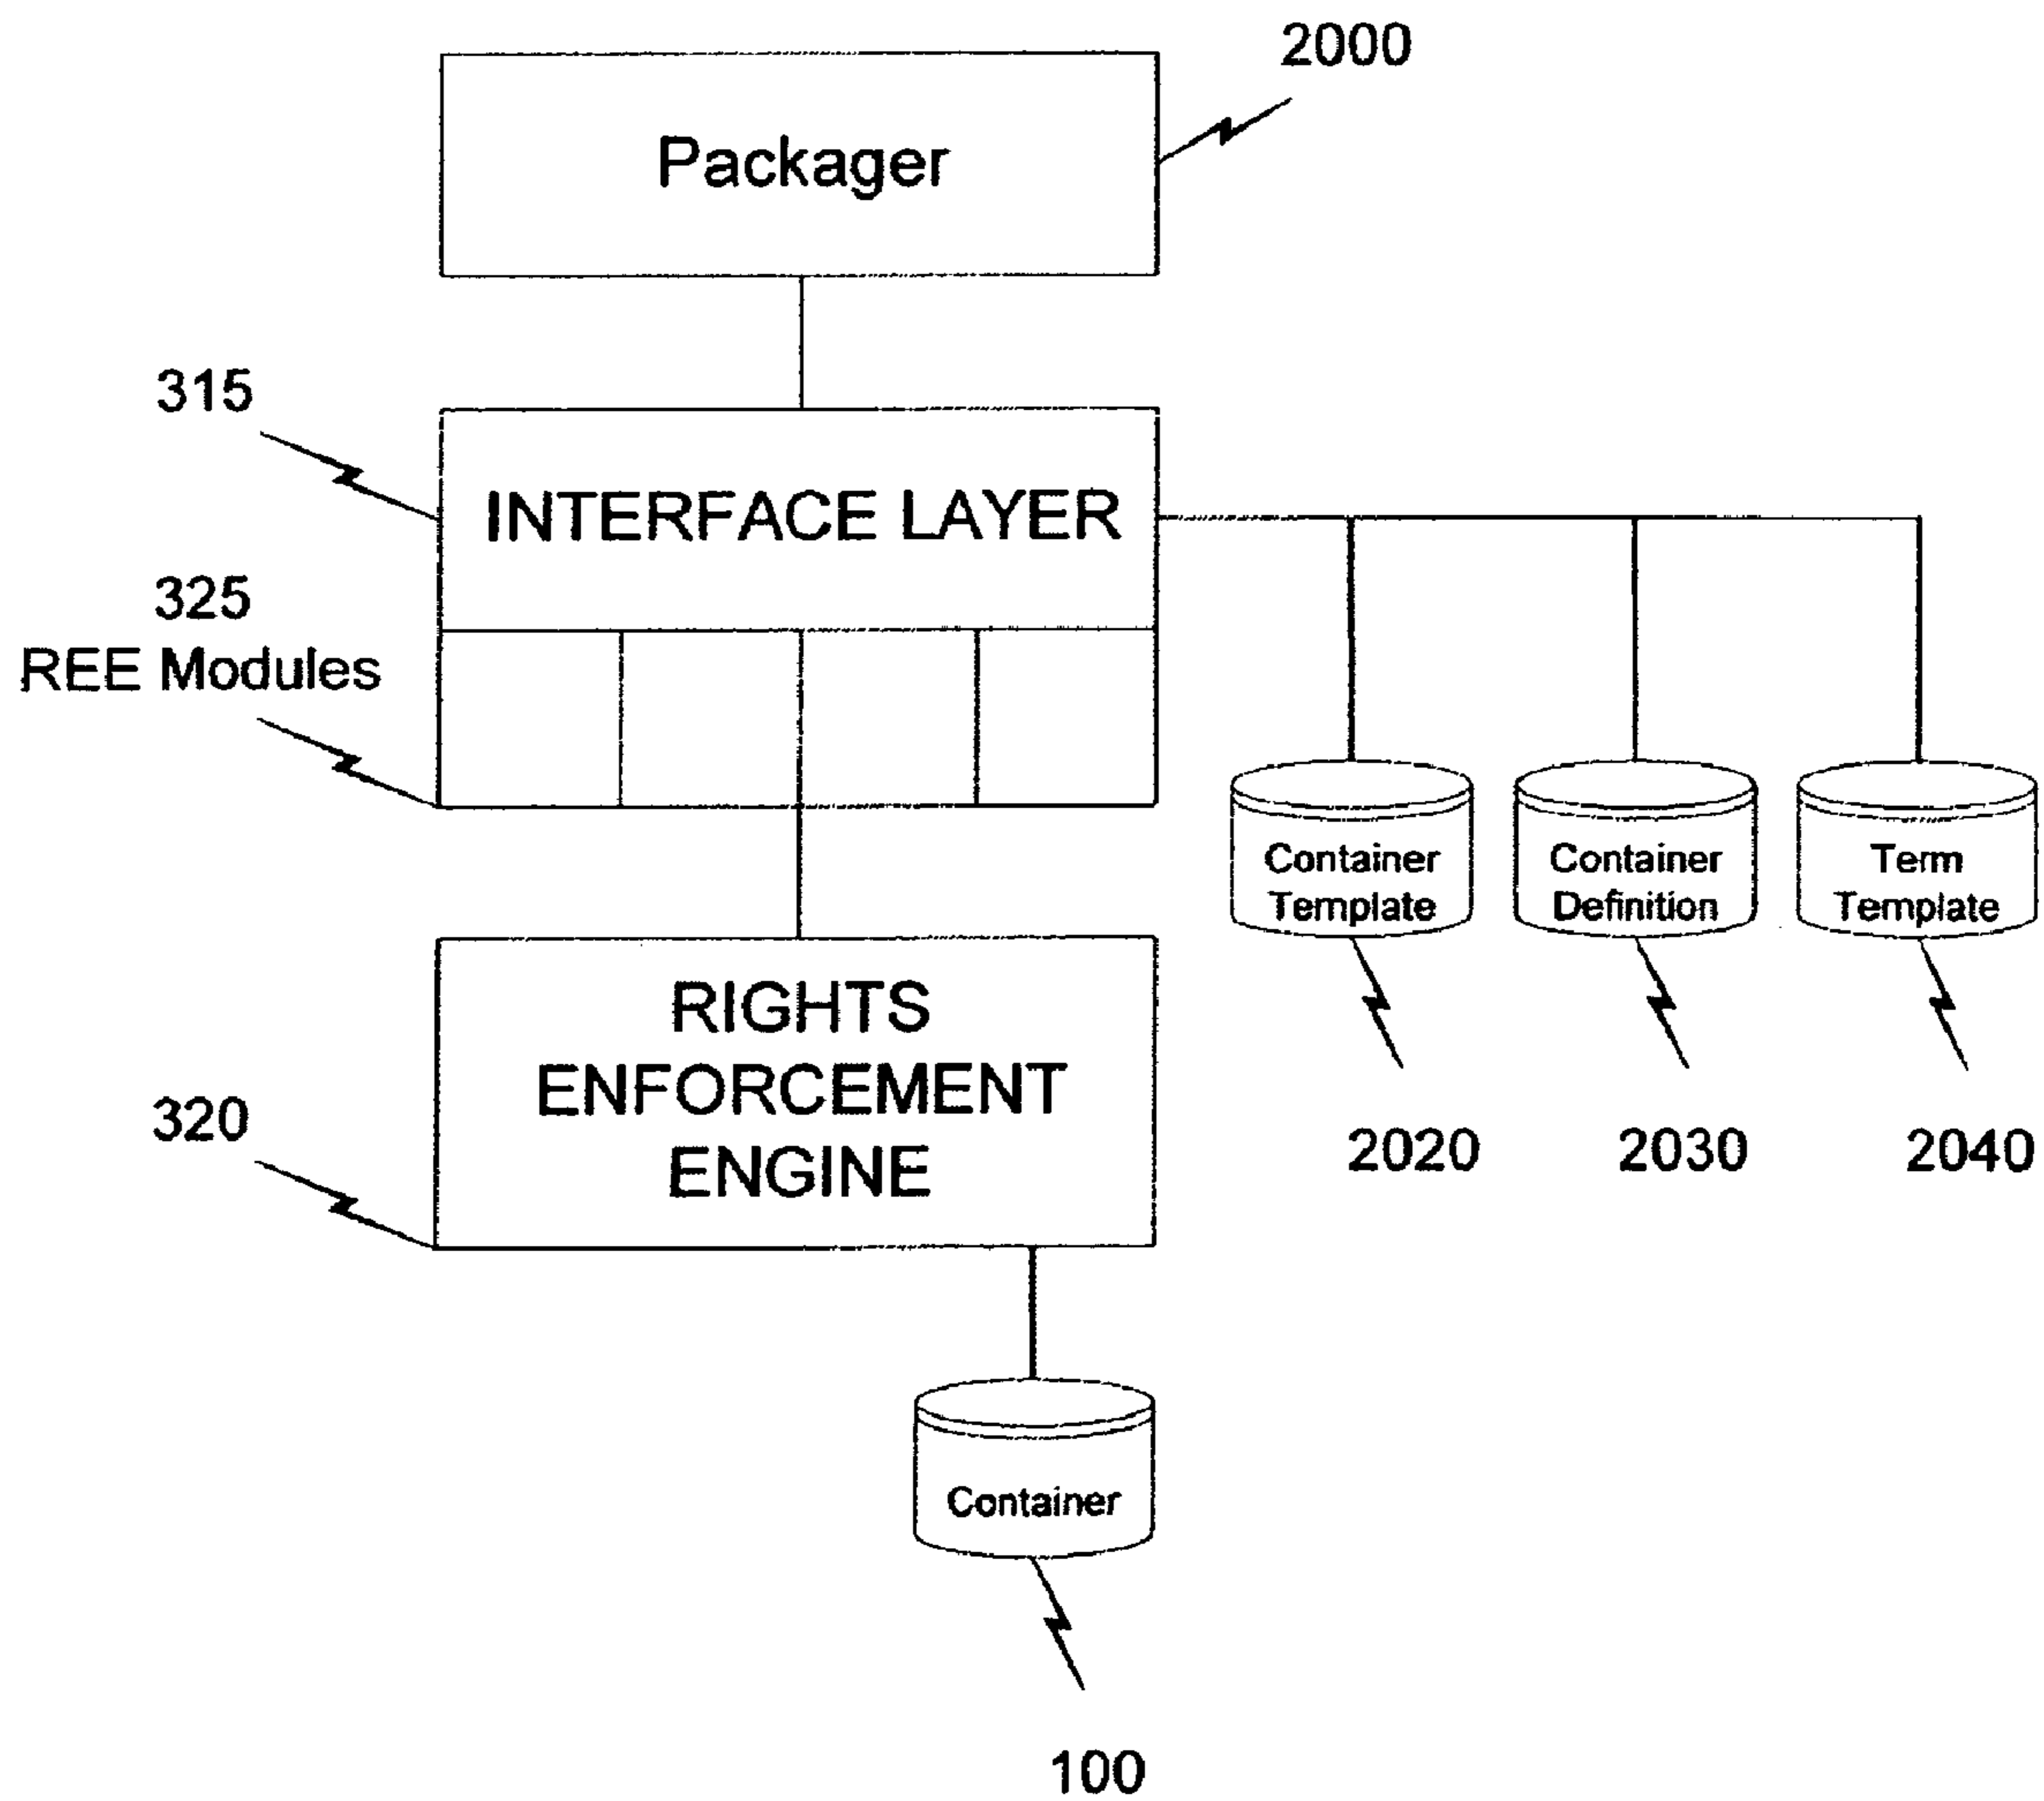 2000
Packager
315
INTERFACE LAYER
325
REE Modules
Container
Template
Container
Definition
Term
Template
RIGHTS
ENFORCEMENT
ENGINE
320
2020
2030
2040
Container
100